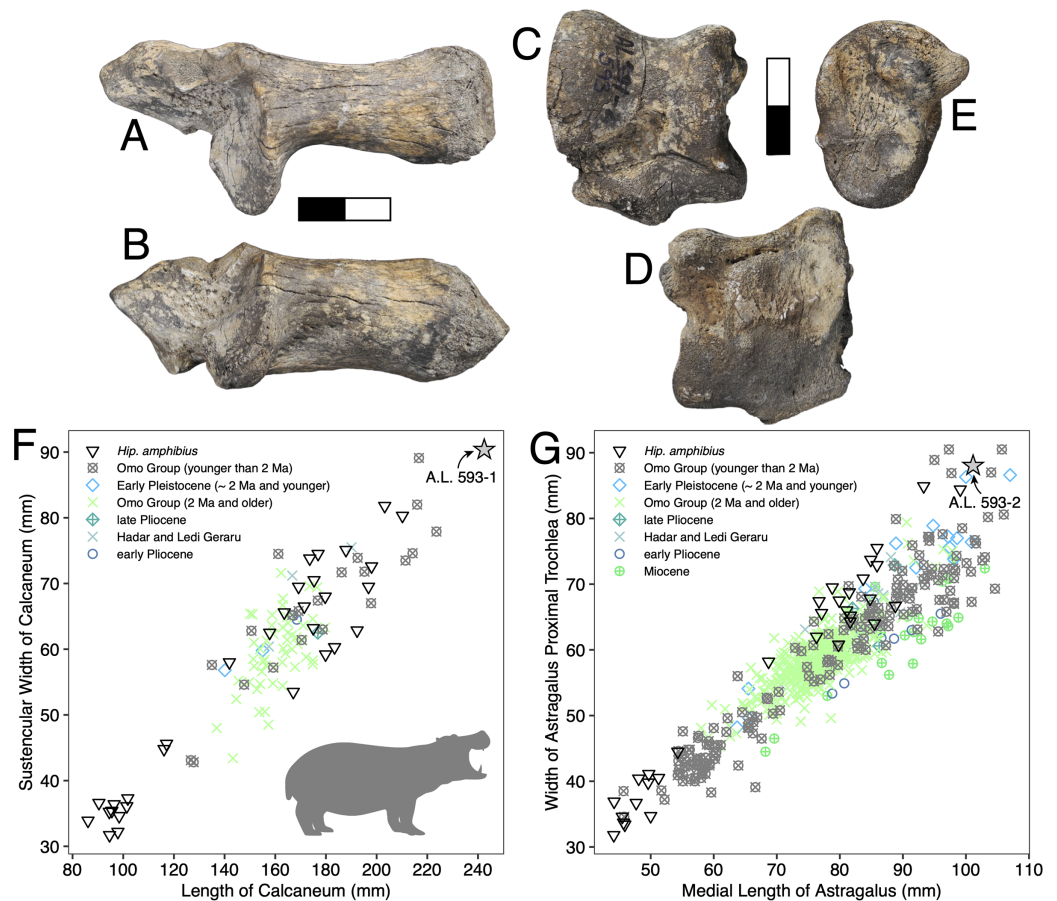 A
B
C
D
E
F
G
Hip. amphibius
Omo Group (younger than 2 Ma)
Early Pleistocene (~ 2 Ma and younger)
Omo Group (2 Ma and older)
late Pliocene
Hadar and Ledi Geraru
early Pliocene
A.L. 593-1
90
80
70
60
50
40
30
Sustencular Width of Calcaneum (mm)
80 100 120 140 160 180 200 220 240
Length of Calcaneum (mm)
Hip. amphibius
Omo Group (younger than 2 Ma)
Early Pleistocene (~ 2 Ma and younger)
Omo Group (2 Ma and older)
late Pliocene
Hadar and Ledi Geraru
early Pliocene
Miocene
A.L. 593-2
90
80
70
60
50
40
30
Width of Astragalus Proximal Trochlea (mm)
50 60 70 80 90 100 110
Medial Length of Astragalus (mm)